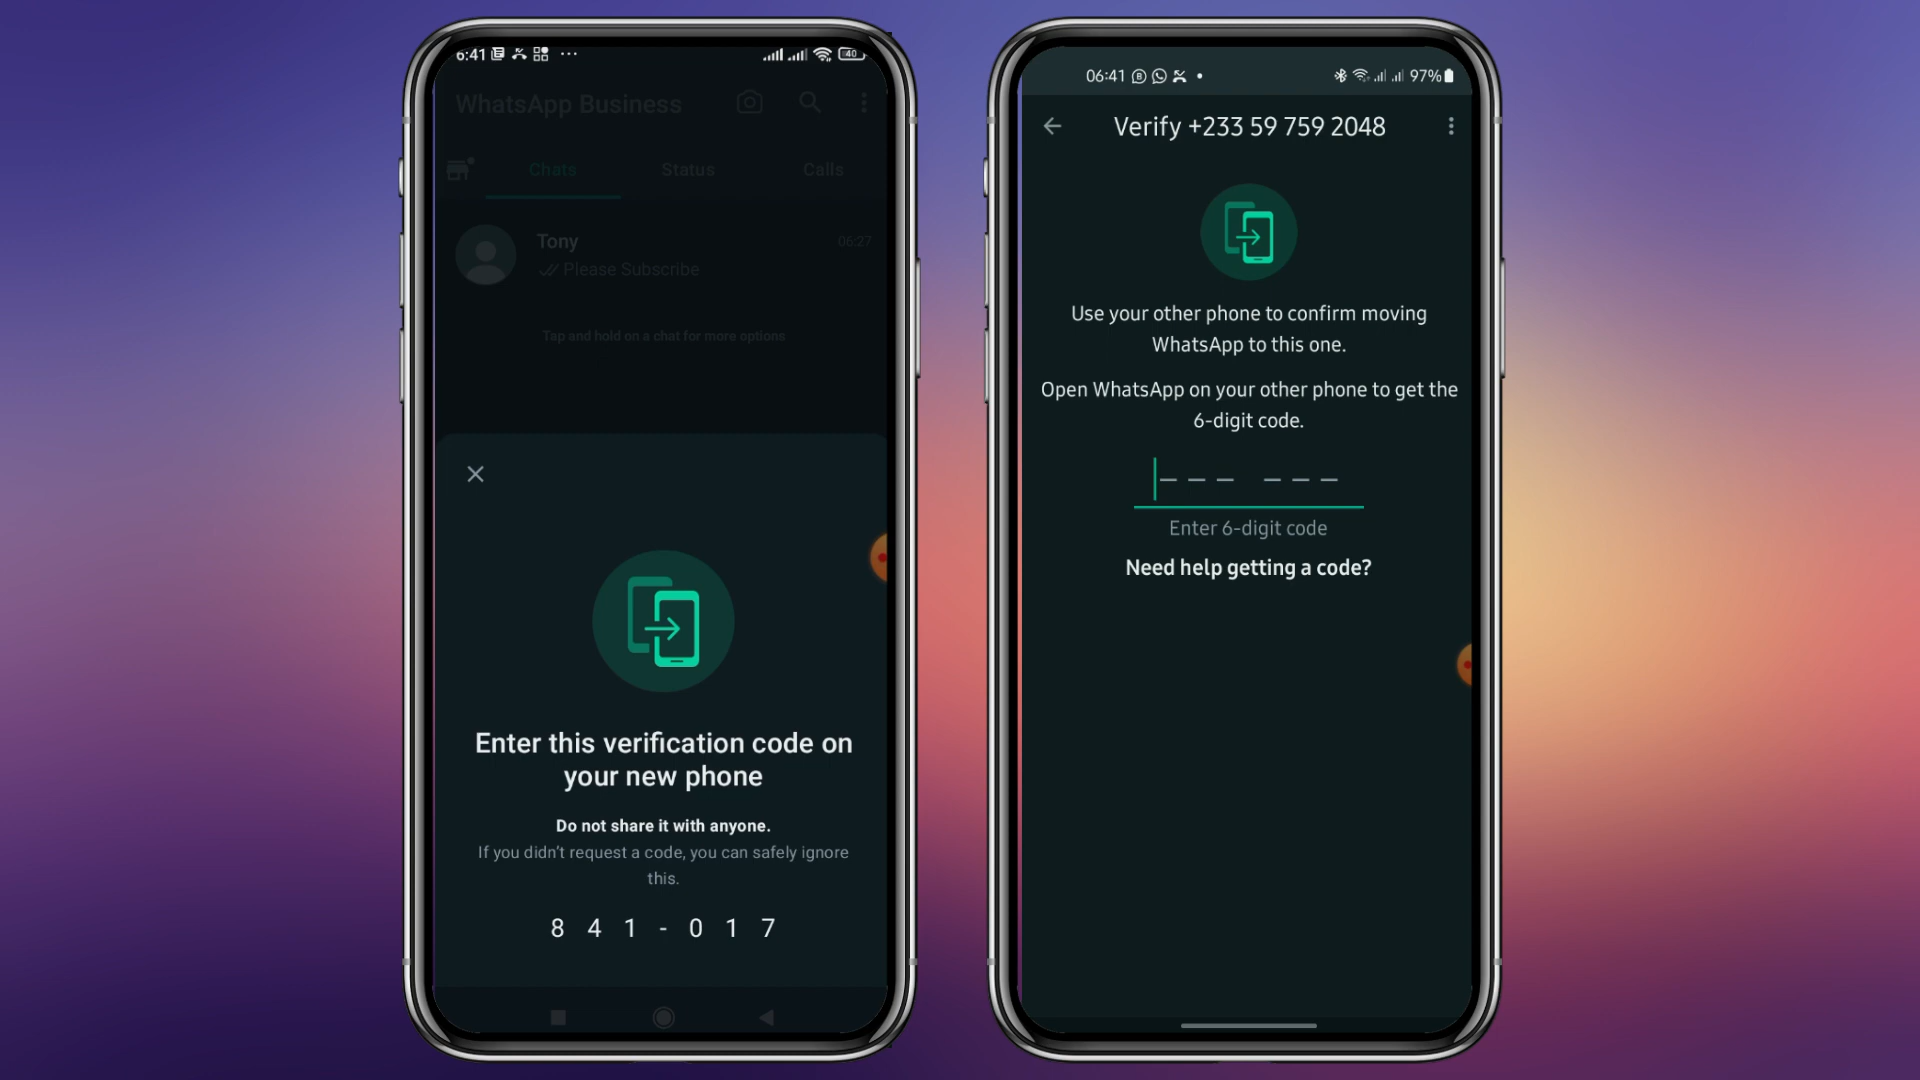 6:41
40
WhatsApp Business
Chats Status Calls
Tony 06:27
Please Subscribe
Tap and hold on a chat for more options
Enter this verification code on
your new phone
Do not share it with anyone.
If you didn't request a code, you can safely ignore
this.
8 4 1 - 0 1 7
06:41 97%
Verify +233 59 759 2048
Use your other phone to confirm moving
WhatsApp to this one.
Open WhatsApp on your other phone to get the
6-digit code.
Enter 6-digit code
Need help getting a code?